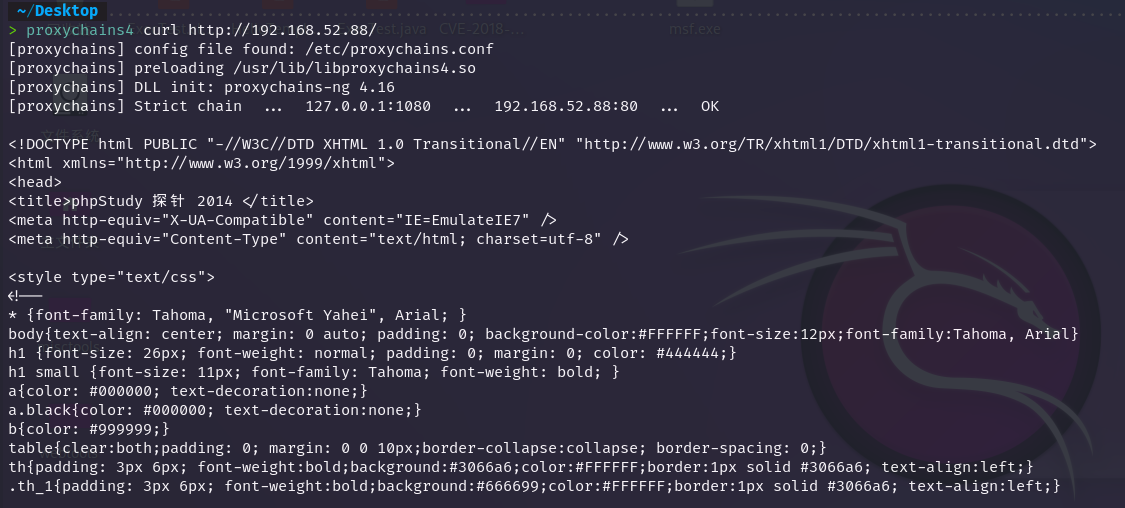 ~/Desktop
> proxychains4 curl http://192.168.52.88/
[proxychains] config file found: /etc/proxychains.conf
[proxychains] preloading /usr/lib/libproxychains4.so
[proxychains] DLL init: proxychains-ng 4.16
[proxychains] Strict chain  ...  127.0.0.1:1080  ...  192.168.52.88:80  ...  OK
<!DOCTYPE html PUBLIC "-//W3C//DTD XHTML 1.0 Transitional//EN" "http://www.w3.org/TR/xhtml1/DTD/xhtml1-transitional.dtd">
<html xmlns="http://www.w3.org/1999/xhtml">
<head>
<title>phpStudy 探针 2014 </title>
<meta http-equiv="X-UA-Compatible" content="IE=EmulateIE7" />
<meta http-equiv="Content-Type" content="text/html; charset=utf-8" />
<style type="text/css">
<!--
* {font-family: Tahoma, "Microsoft Yahei", Arial; }
body{text-align: center; margin: 0 auto; padding: 0; background-color:#FFFFFF;font-size:12px;font-family:Tahoma, Arial}
h1 {font-size: 26px; font-weight: normal; padding: 0; margin: 0; color: #444444;}
h1 small {font-size: 11px; font-family: Tahoma; font-weight: bold; }
a{color: #000000; text-decoration:none;}
a.black{color: #000000; text-decoration:none;}
b{color: #999999;}
table{clear:both;padding: 0; margin: 0 0 10px;border-collapse:collapse; border-spacing: 0;}
th{padding: 3px 6px; font-weight:bold;background:#3066a6;color:#FFFFFF;border:1px solid #3066a6; text-align:left;}
.th_1{padding: 3px 6px; font-weight:bold;background:#666699;color:#FFFFFF;border:1px solid #3066a6; text-align:left;}
CVE-2018-...
msf.exe
文件系统